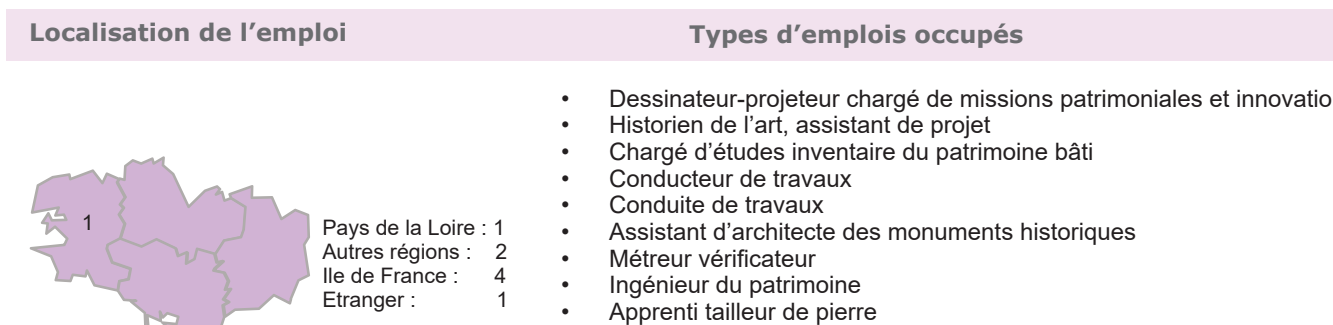 Localisation de l'emploi
Types d'emplois occupés
1
Pays de la Loire : 1
Autres régions : 2
Ile de France : 4
Etranger : 1
• Dessinateur-projeteur chargé de missions patrimoniales et innovatio
• Historien de l'art, assistant de projet
• Chargé d'études inventaire du patrimoine bâti
• Conducteur de travaux
• Conduite de travaux
• Assistant d'architecte des monuments historiques
• Métreur vérificateur
• Ingénieur du patrimoine
• Apprenti tailleur de pierre